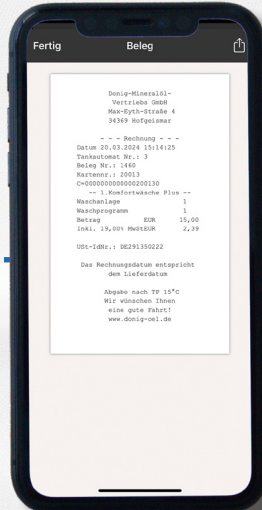 Fertig Beleg
Donig-Mineralöl-
Vertriebs GmbH
Max-Eyth-Straße 4
34369 Hofgeismar
- - - Rechnung - - -
Datum 20.03.2024 15:14:25
Tankautomat Nr.: 3
Beleg Nr.: 1460
Kartennr.: 20013
C=0000000000000200130
-- 1.Komfortwäsche Plus --
Waschanlage 1
Waschprogramm 1
Betrag EUR 15,00
Inkl. 19,00% MwStEUR 2,39
USt-IdNr.: DE291350222
Das Rechnungsdatum entspricht
dem Lieferdatum
Abgabe nach TP 15°C
Wir wünschen Ihnen
eine gute Fahrt!
www.donig-oel.de